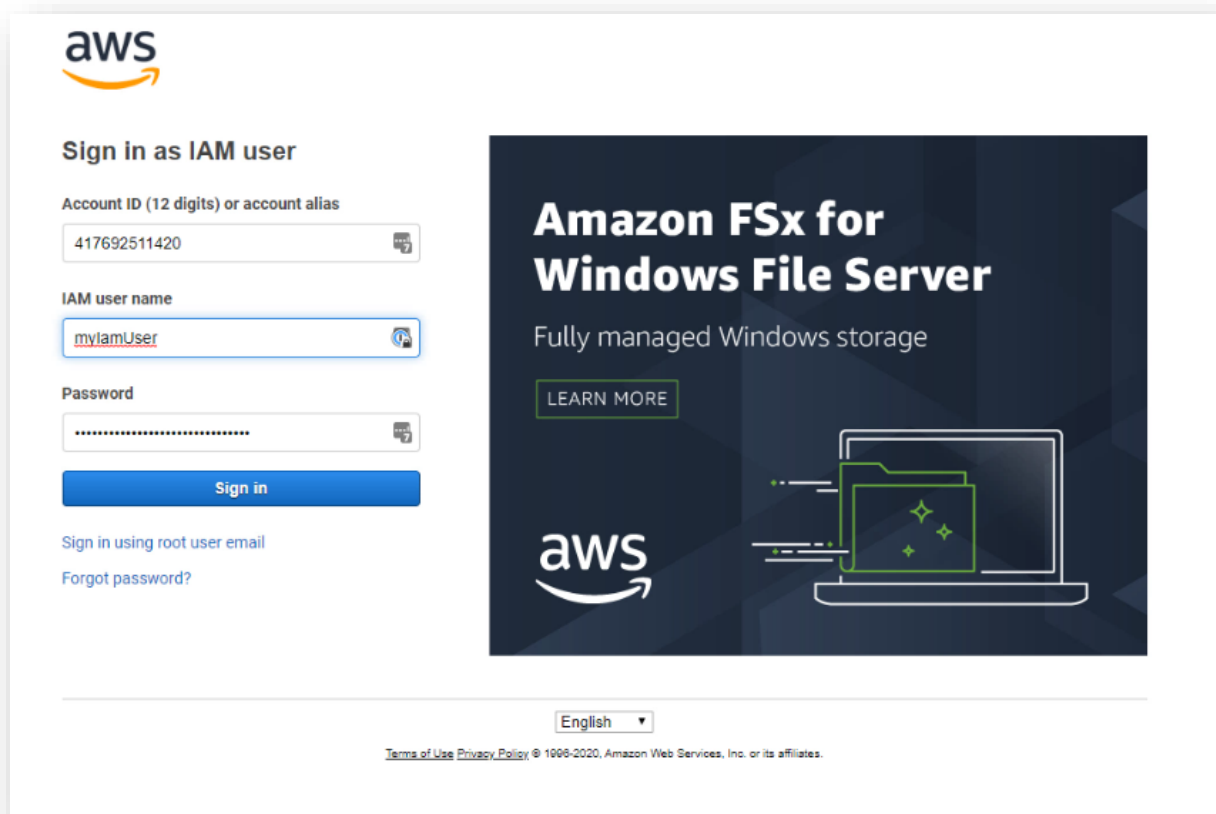 aws
Sign in as IAM user
Account ID (12 digits) or account alias
417692511420
IAM user name
myIamUser
Password
•••••••••••••••••••••••••••••••
Sign in
Sign in using root user email
Forgot password?
Amazon FSx for
Windows File Server
Fully managed Windows storage
LEARN MORE
aws
English
Terms of Use Privacy Policy © 1996-2020, Amazon Web Services, Inc. or its affiliates.